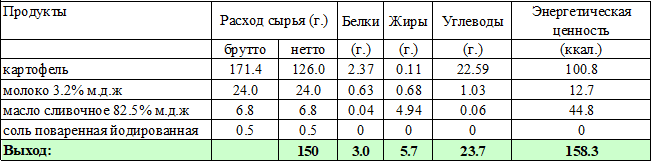 Продукты Расход сырья (г.) Белки Жиры Углеводы Энергетическая ценность
брутто нетто (г.) (г.) (г.) (ккал.)
картофель 171.4 126.0 2.37 0.11 22.59 100.8
молоко 3.2% м.д.ж 24.0 24.0 0.63 0.68 1.03 12.7
масло сливочное 82.5% м.д.ж 6.8 6.8 0.04 4.94 0.06 44.8
соль поваренная йодированная 0.5 0.5 0 0 0 0
Выход: 150 3.0 5.7 23.7 158.3